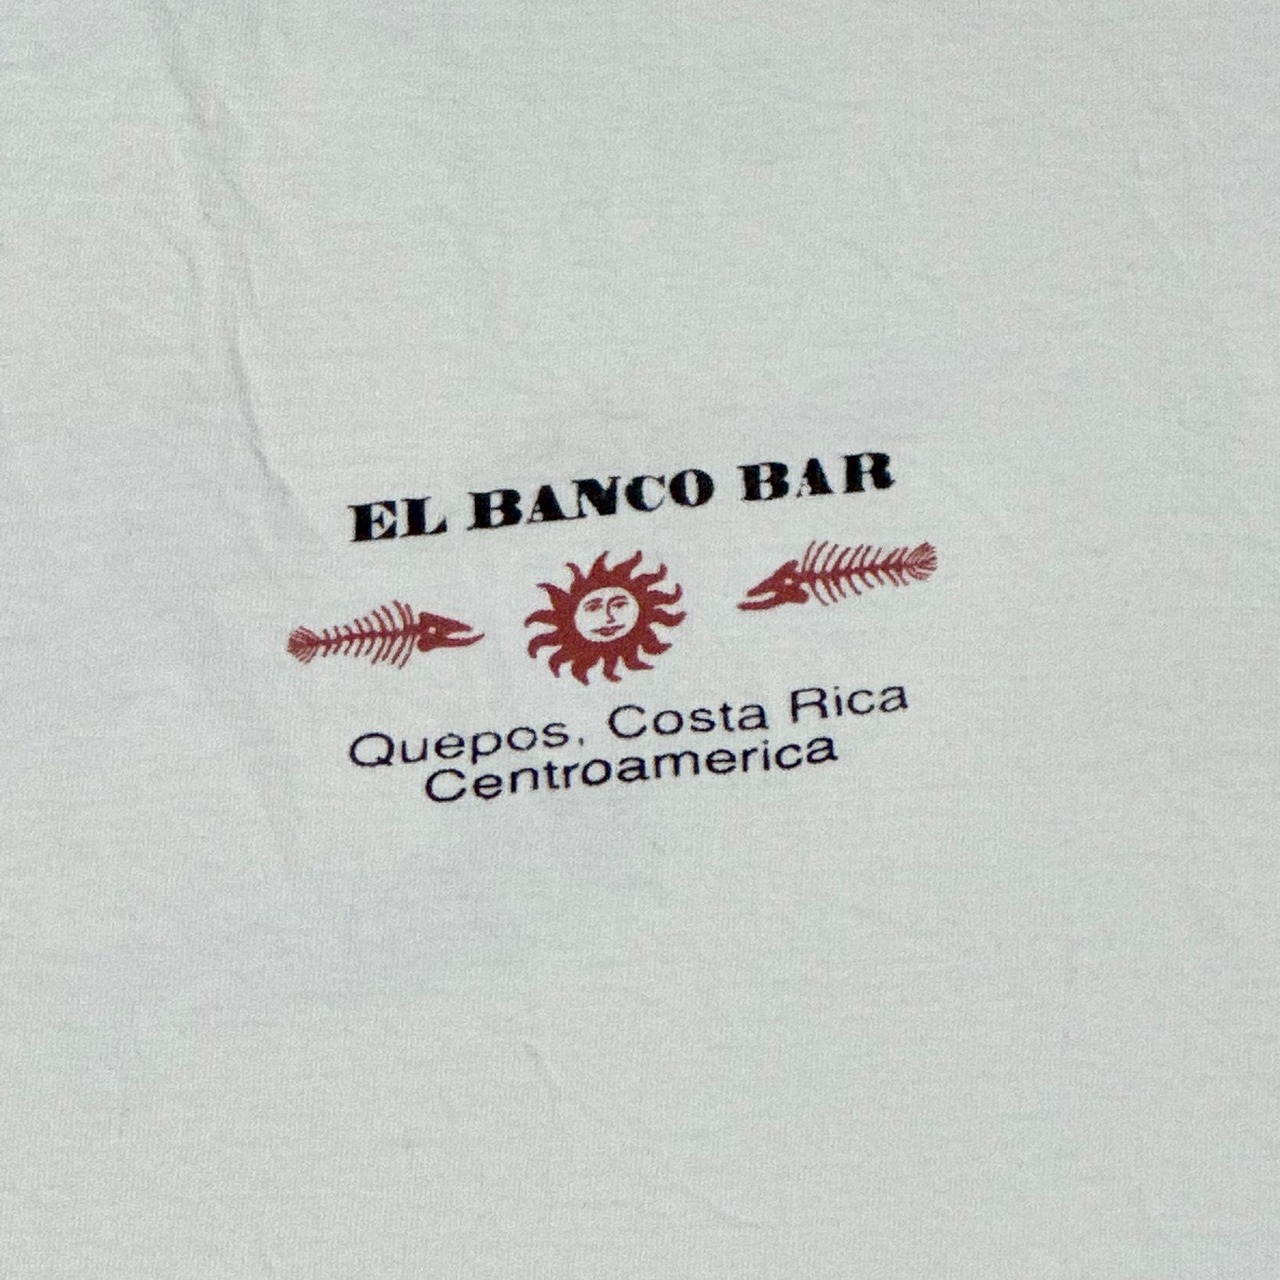 EL BANCO BAR
Quepos, Costa Rica
Centroamerica